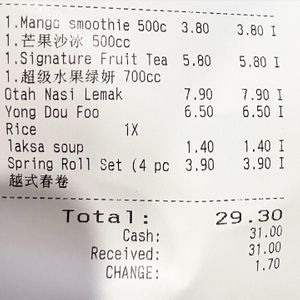 1.Mango smoothie 500c 3.80 3.80 I
1.芒果沙冰 500cc
1.Signature Fruit Tea 5.80 5.80 I
1.超级水果绿妍 700cc
Otah Nasi Lemak 7.90 7.90 I
Yong Dou Foo 6.50 6.50 I
Rice 1X
laksa soup 1.40 1.40 I
Spring Roll Set (4 pc 3.90 3.90 I
越式春卷
Total: 29.30
Cash: 31.00
Received: 31.00
CHANGE: 1.70